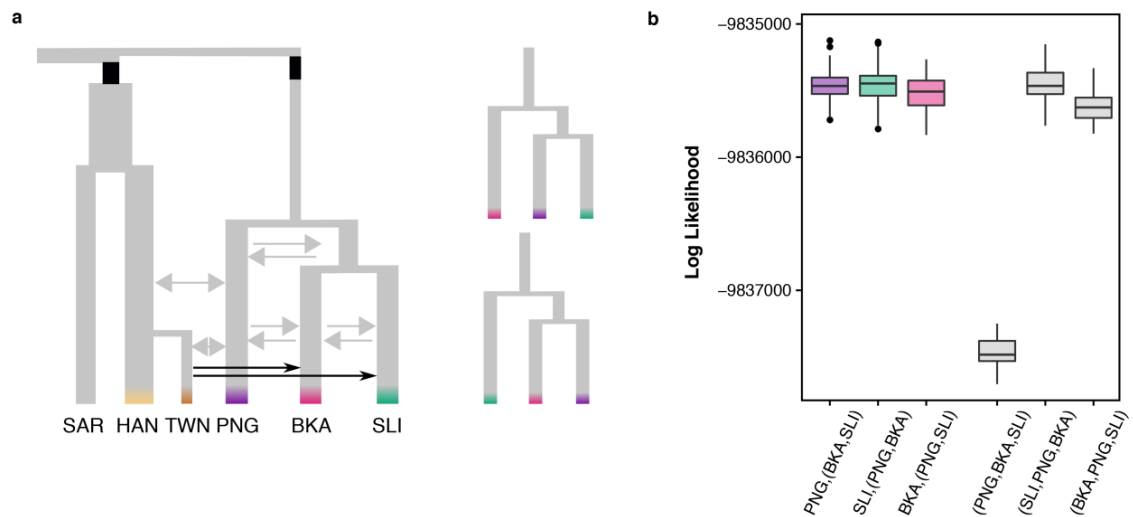 a
SAR HAN TWN PNG BKA SLI
b
Log Likelihood
−9835000
−9836000
−9837000
PNG,(BKA,SLI)
SLI,(PNG,BKA)
BKA,(PNG,SLI)
(PNG,BKA,SLI)
(SLI,PNG,BKA)
(BKA,PNG,SLI)